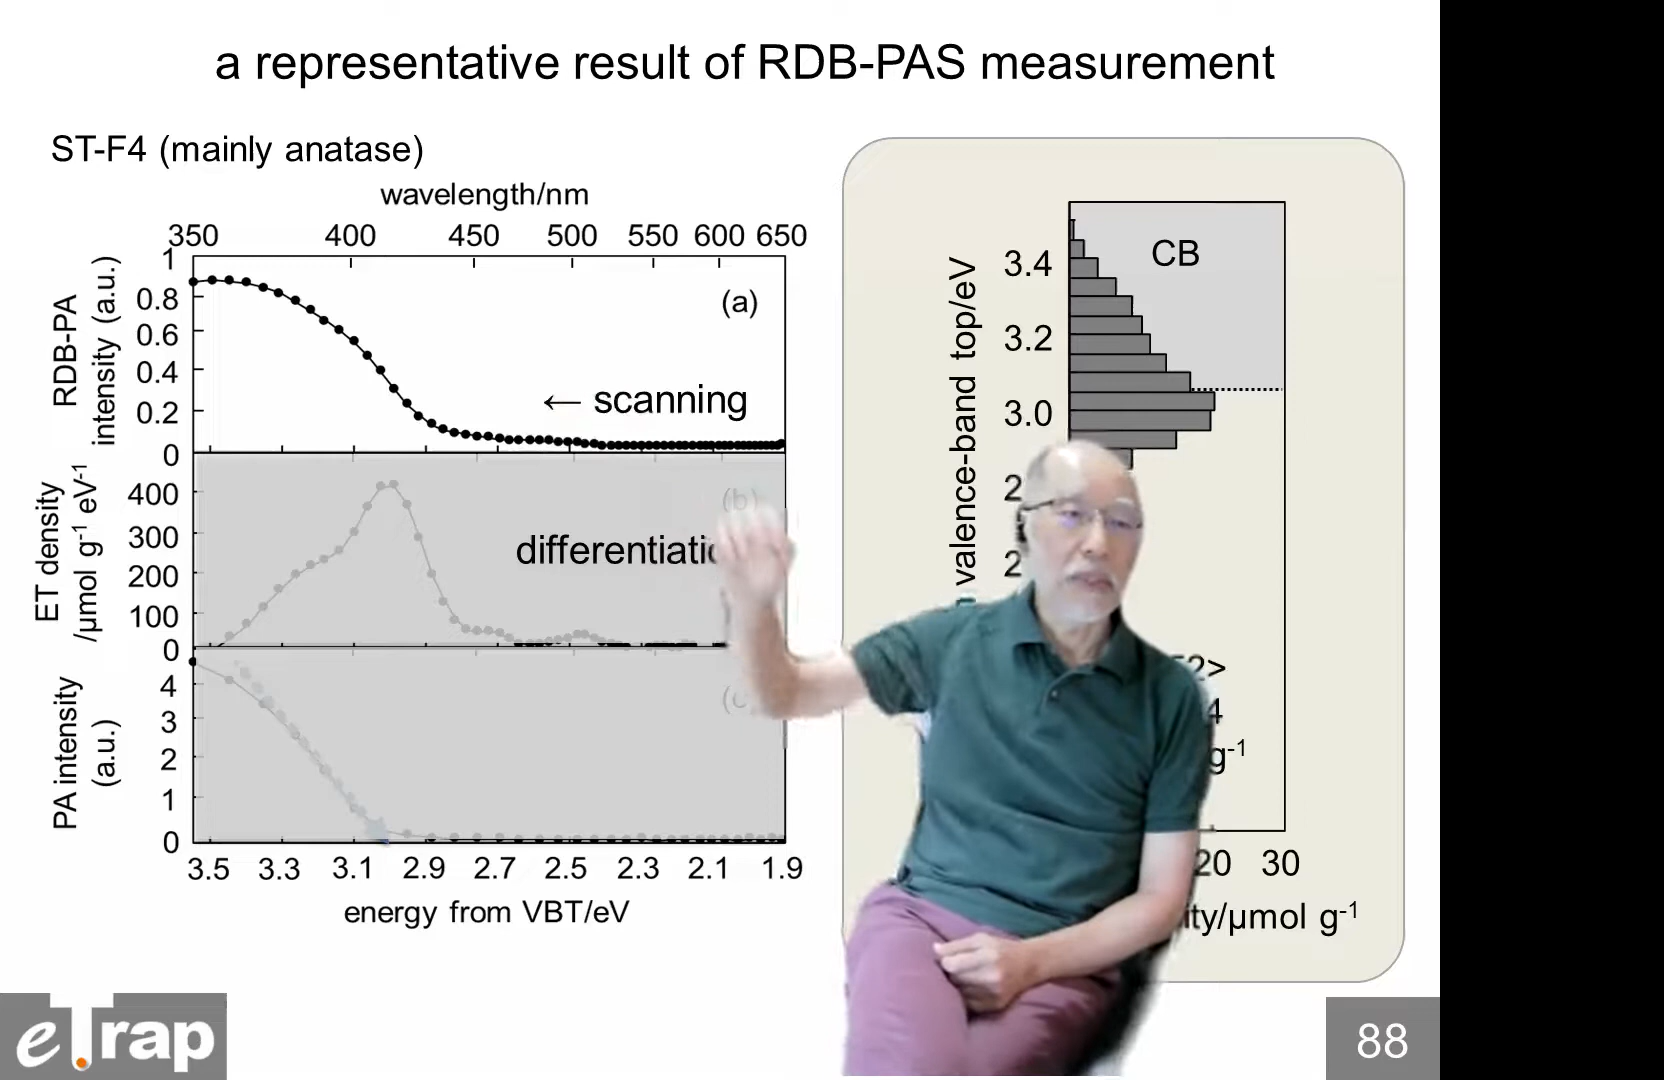 a representative result of RDB-PAS measurement
ST-F4 (mainly anatase)
wavelength/nm
350 400 450 500 550 600 650
RDB-PA
intensity (a.u.)
1
0.8
0.6
0.4
0.2
0
(a)
← scanning
ET density
/µmol g⁻¹ eV⁻¹
400
300
200
100
0
(b)
PA intensity
(a.u.)
4
3
2
1
0
3.5 3.3 3.1 2.9 2.7 2.5 2.3 2.1 1.9
energy from VBT/eV
valence-band top/eV
3.4
3.2
3.0
CB
g⁻¹
20 30
µmol g⁻¹
eTrap
88